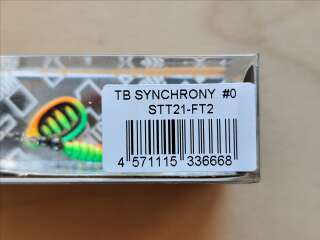 TB SYNCHRONY #0
STT21-FT2
4 571115 336668